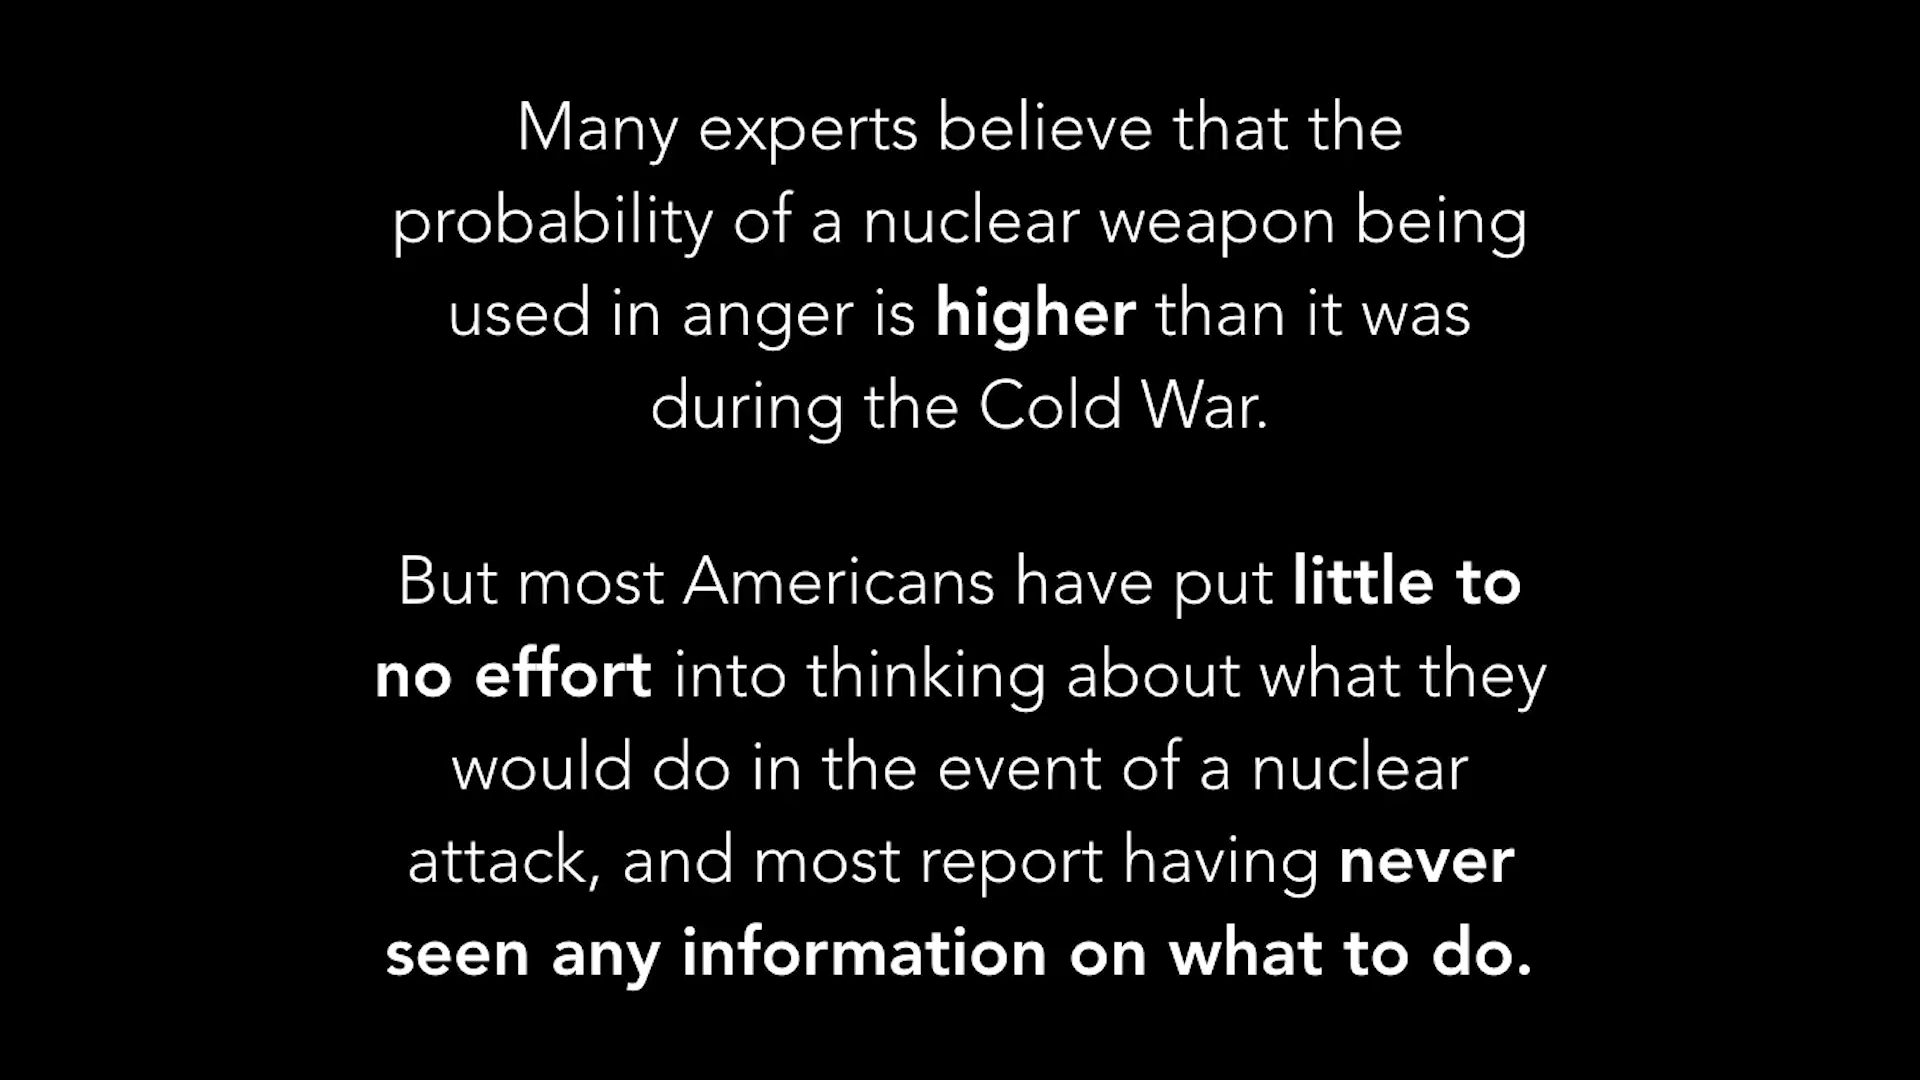 Many experts believe that the
probability of a nuclear weapon being
used in anger is higher than it was
during the Cold War.
But most Americans have put little to
no effort into thinking about what they
would do in the event of a nuclear
attack, and most report having never
seen any information on what to do.